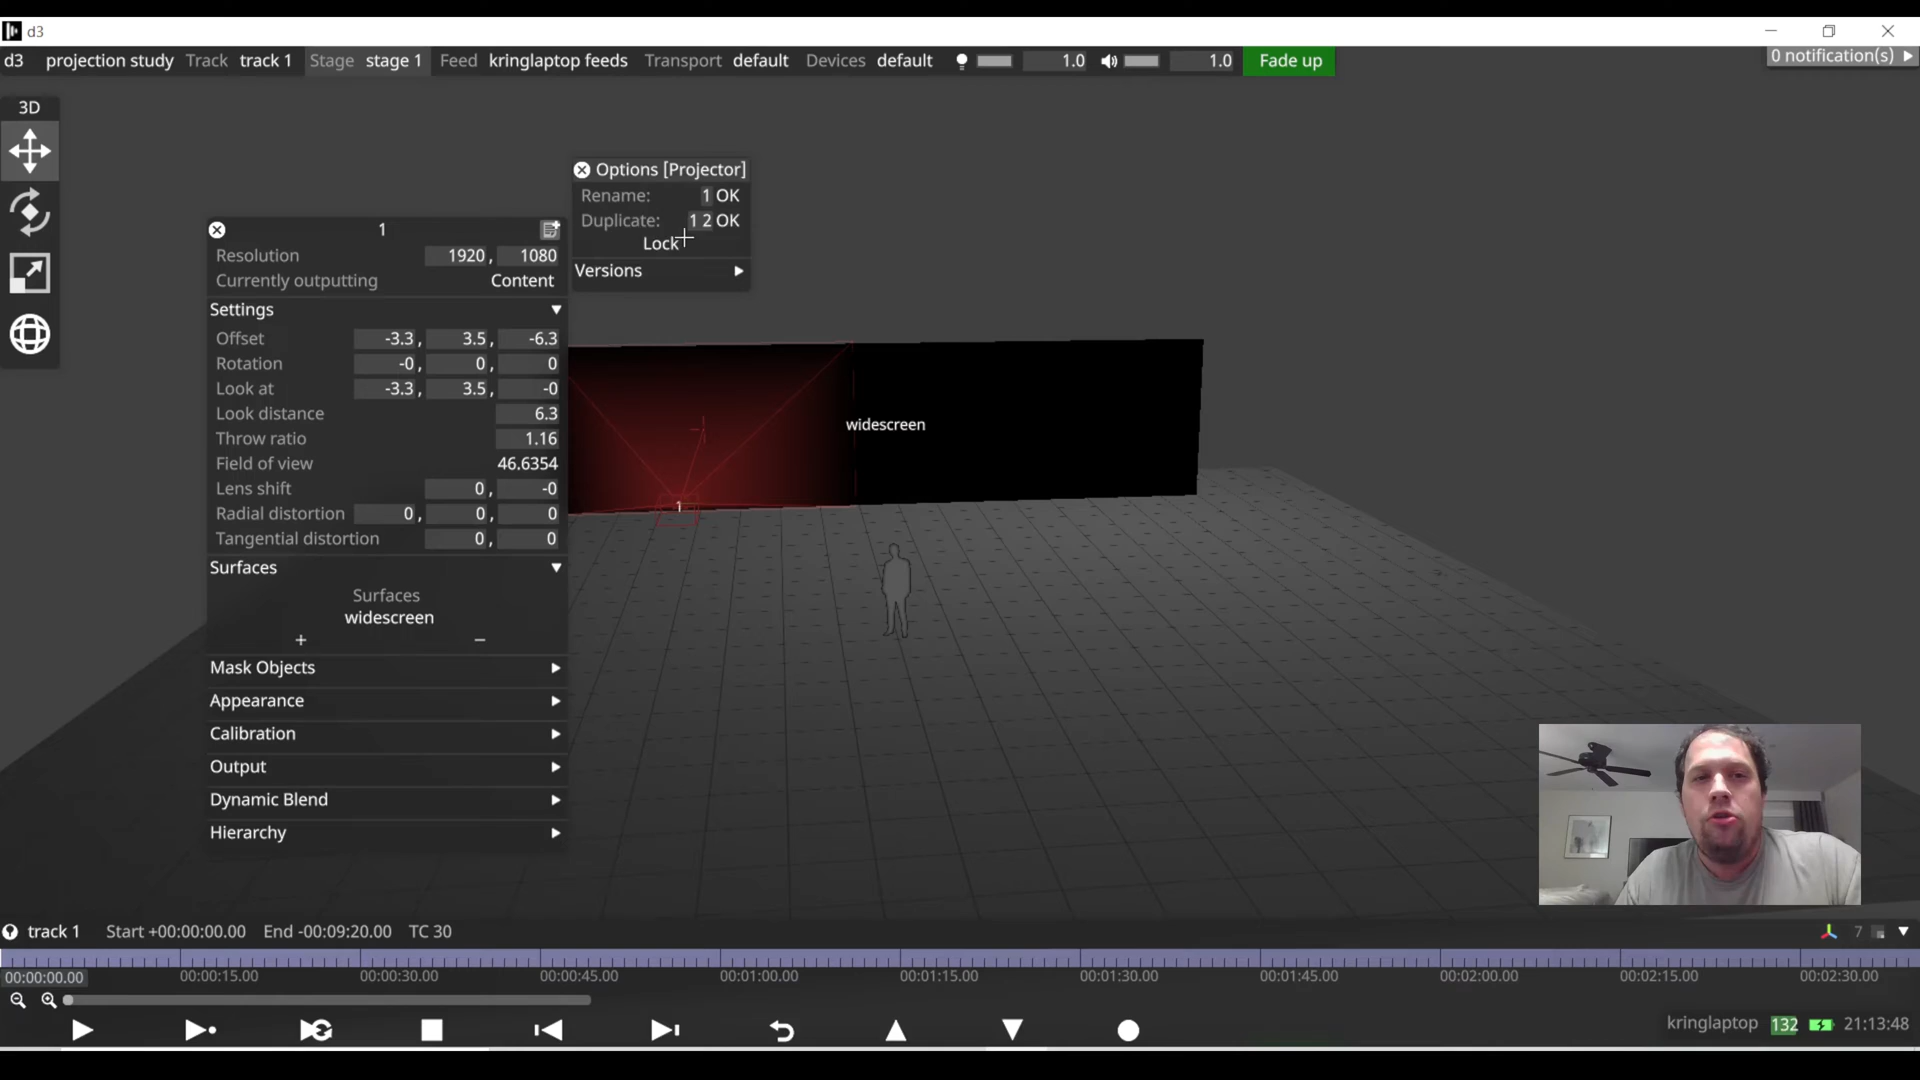 d3
d3 projection study Track track 1 Stage stage 1 Feed kringlaptop feeds Transport default Devices default 1.0 1.0 Fade up 0 notification(s)
3D
Options [Projector]
Rename: 1 OK
Duplicate: 1 2 OK
Lock
Versions
1
Resolution 1920, 1080
Currently outputting Content
Settings
Offset -3.3, 3.5, -6.3
Rotation -0, 0, 0
Look at -3.3, 3.5, -0
Look distance 6.3
Throw ratio 1.16
Field of view 46.6354
Lens shift 0, -0
Radial distortion 0, 0, 0
Tangential distortion 0, 0
Surfaces
Surfaces
widescreen
+ −
Mask Objects
Appearance
Calibration
Output
Dynamic Blend
Hierarchy
widescreen
1
track 1 Start +00:00:00.00 End -00:09:20.00 TC 30 7
00:00:00.00 00:00:15.00 00:00:30.00 00:00:45.00 00:01:00.00 00:01:15.00 00:01:30.00 00:01:45.00 00:02:00.00 00:02:15.00 00:02:30.00
kringlaptop 132 21:13:48